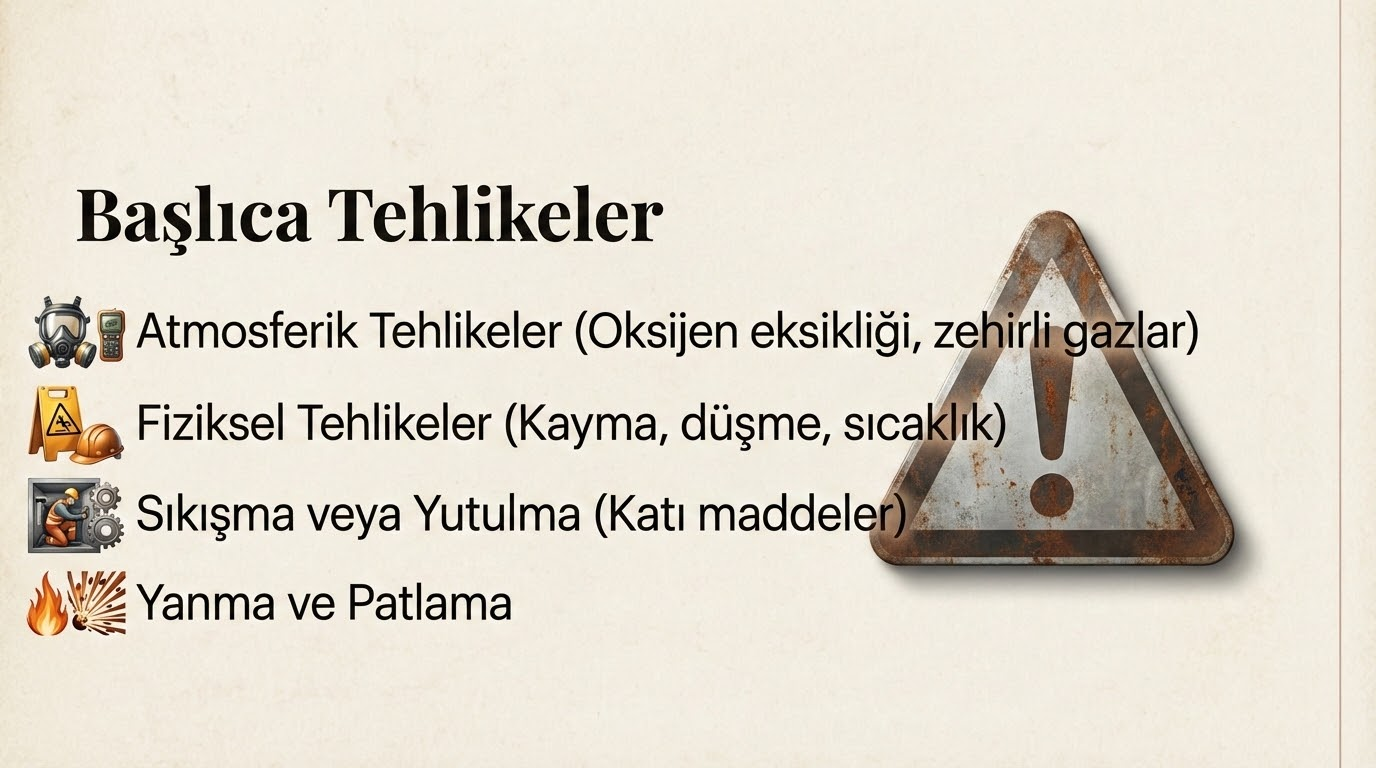 Başlıca Tehlikeler
Atmosferik Tehlikeler (Oksijen eksikliği, zehirli gazlar)
Fiziksel Tehlikeler (Kayma, düşme, sıcaklık)
Sıkışma veya Yutulma (Katı maddeler)
Yanma ve Patlama